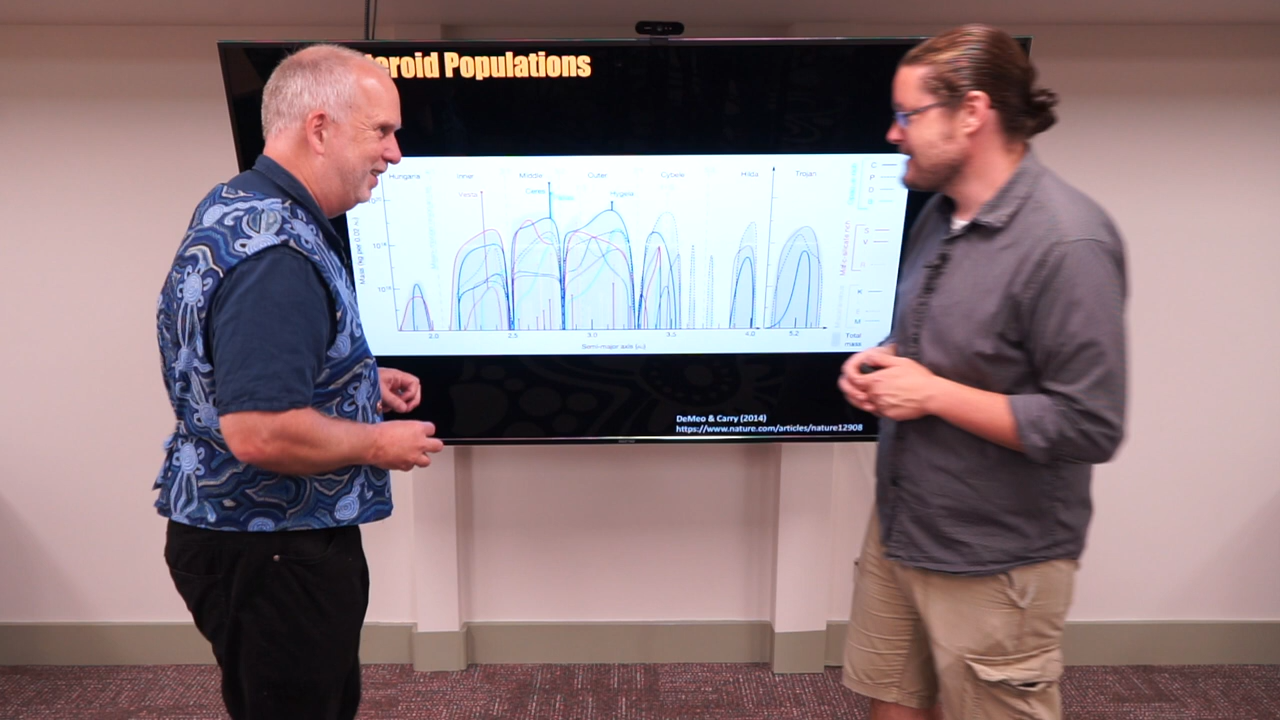 eroid Populations
Hungaria
Inner
Middle
Outer
Cybele
Hilda
Trojan
Vesta
Ceres
Hygeia
C
P
D
S
V
K
M
Total
mass
2.0
2.5
3.0
3.5
4.0
5.2
Semi-major axis
DeMeo & Carry (2014)
https://www.nature.com/articles/nature12908